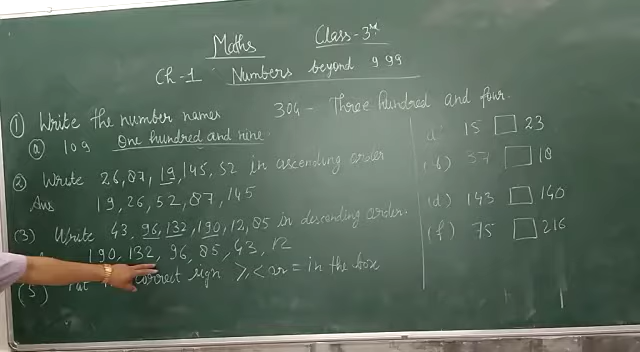 Maths Class-3rd
Ch-1 Numbers beyond 999
① Write the number names 304 - Three hundred and four.
(a) 109 One hundred and nine.
② Write 26, 87, 19, 145, 52 in ascending order
Ans 19, 26, 52, 87, 145
(3) Write 43, 96, 132, 190, 12, 85 in descending order.
190, 132, 96, 85, 43, 12
(5) Put correct sign >, < or = in the box
15 □ 23
(b) 37 □ 18
(d) 143 □ 140
(f) 75 □ 216